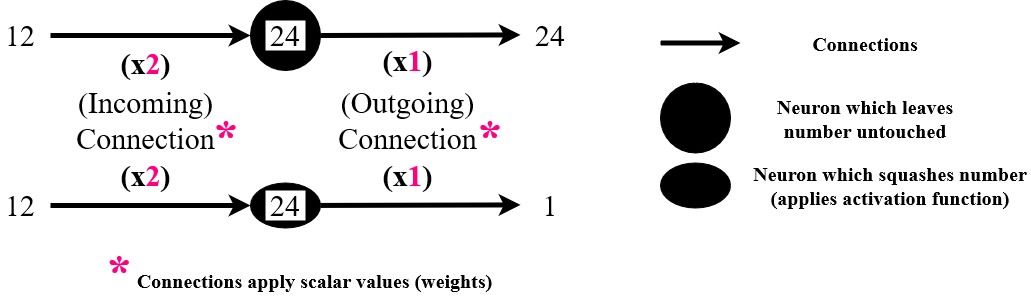 12 24 24
(x2) (x1)
(Incoming) (Outgoing)
Connection* Connection*
(x2) (x1)
12 24 1
* Connections apply scalar values (weights)
Connections
Neuron which leaves
number untouched
Neuron which squashes number
(applies activation function)